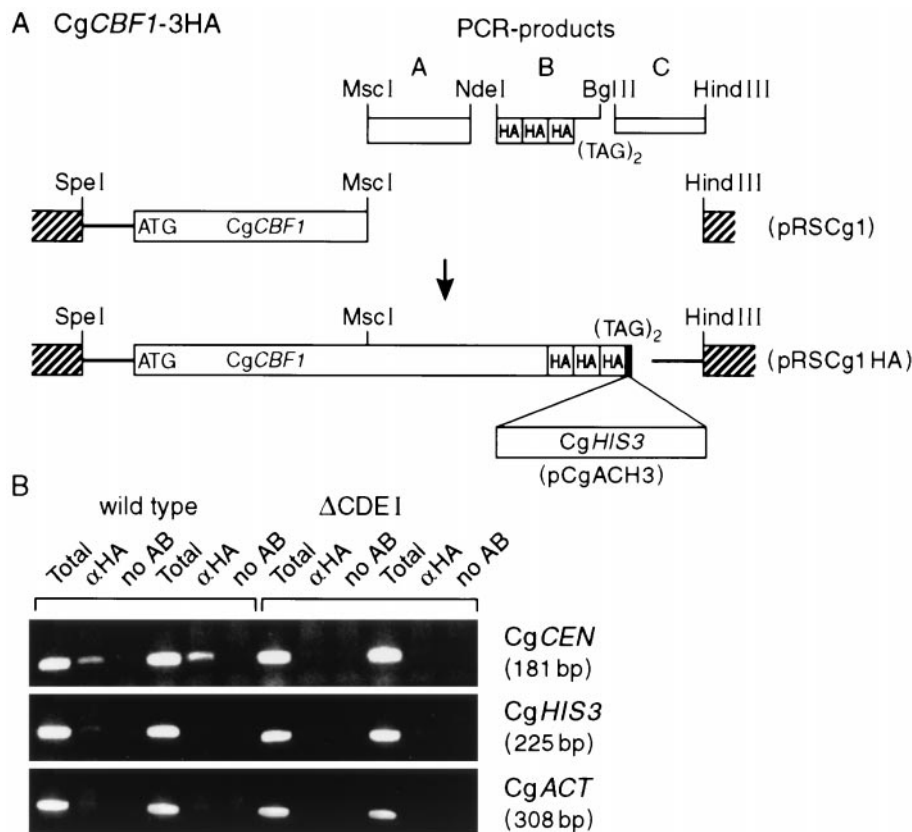 A CgCBF1-3HA
PCR-products
A B C
MscI NdeI BglII HindIII
HA HA HA
(TAG)2
SpeI MscI HindIII
ATG CgCBF1 (pRSCg1)
(TAG)2
SpeI MscI HindIII
ATG CgCBF1 HA HA HA (pRSCg1HA)
CgHIS3
(pCgACH3)
B
wild type ΔCDEI
Total αHA no AB Total αHA no AB Total αHA no AB Total αHA no AB
CgCEN
(181 bp)
CgHIS3
(225 bp)
CgACT
(308 bp)